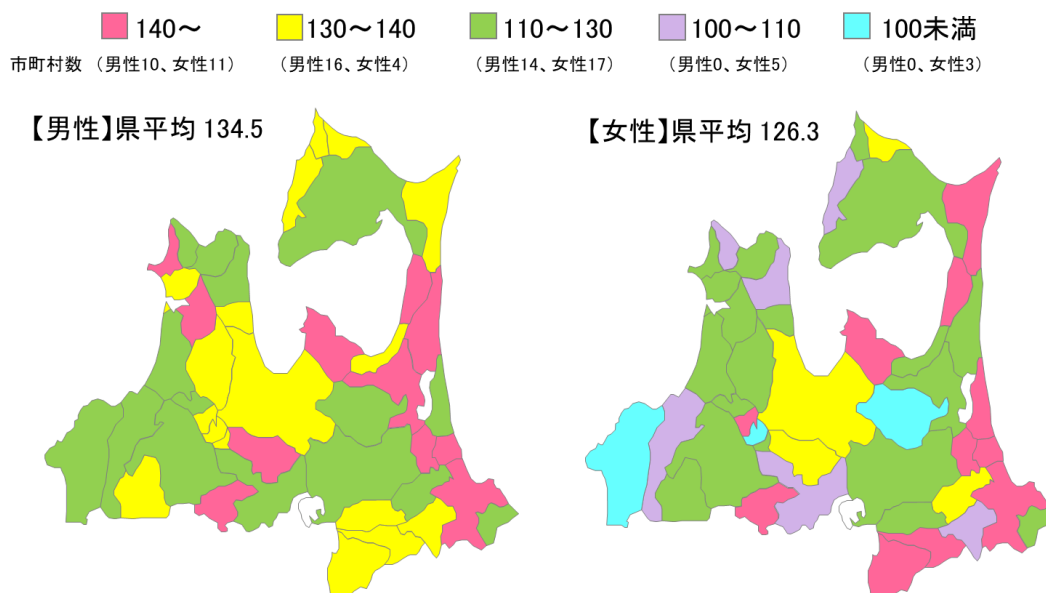 140～ 130～140 110～130 100～110 100未満
市町村数 （男性10、女性11） （男性16、女性4） （男性14、女性17） （男性0、女性5） （男性0、女性3）
【男性】県平均 134.5
【女性】県平均 126.3